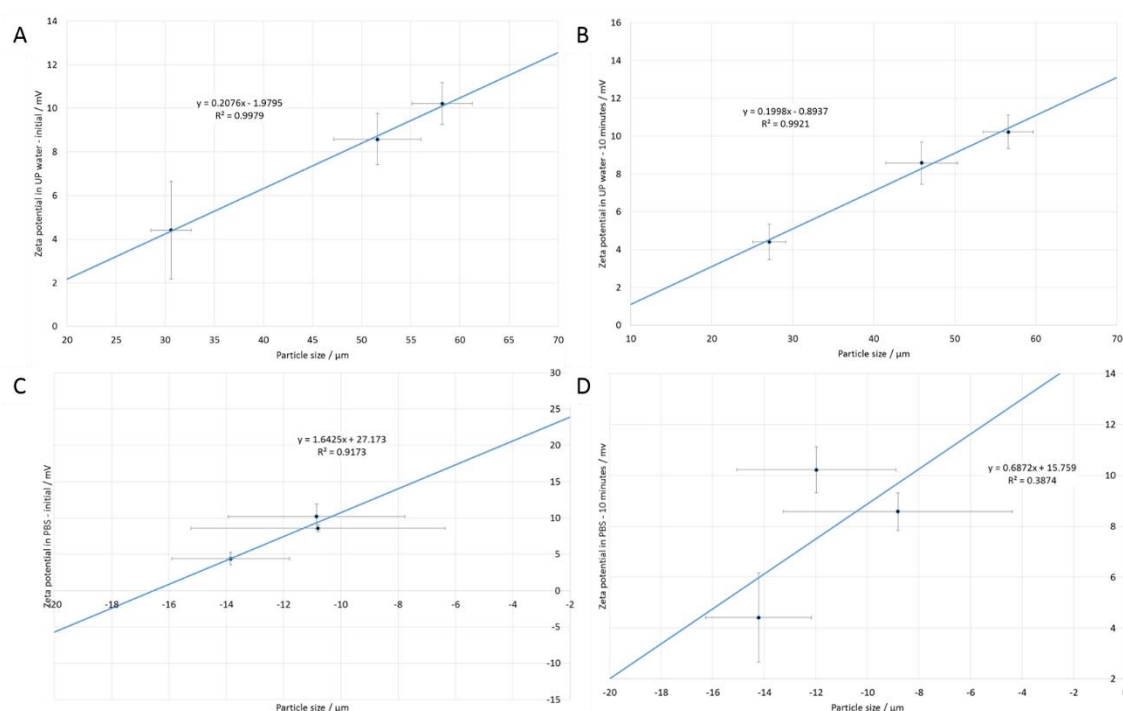 A
14
12
10
8
6
4
2
0
Zeta potential in UP water - initial / mV
y = 0.2076x - 1.9795
R² = 0.9979
20 25 30 35 40 45 50 55 60 65 70
Particle size / µm
B
16
14
12
10
8
6
4
2
0
Zeta potential in UP water - 10 minutes / mV
y = 0.1998x - 0.8937
R² = 0.9921
10 20 30 40 50 60 70
Particle size / µm
C
30
25
20
15
10
5
0
-5
-10
-15
Zeta potential in PBS - initial / mV
y = 1.6425x + 27.173
R² = 0.9173
-20 -18 -16 -14 -12 -10 -8 -6 -4 -2
Particle size / µm
D
14
12
10
8
6
4
2
Zeta potential in PBS - 10 minutes / mv
y = 0.6872x + 15.759
R² = 0.3874
-20 -18 -16 -14 -12 -10 -8 -6 -4 -2 0
Particle size / µm